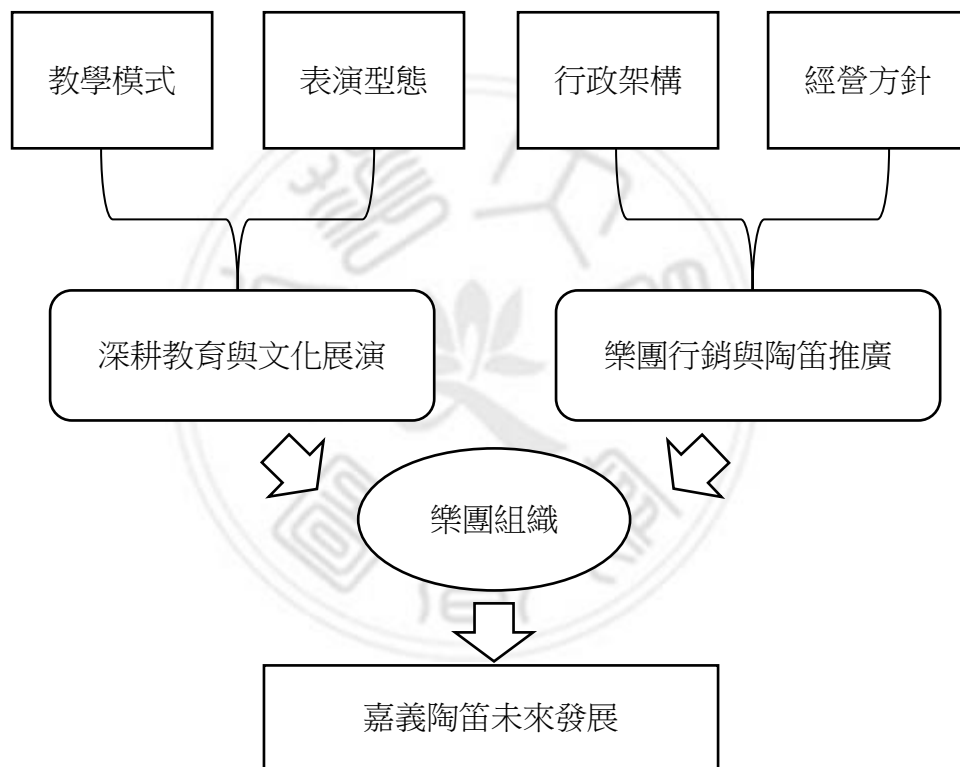 教學模式
表演型態
行政架構
經營方針
深耕教育與文化展演
樂團行銷與陶笛推廣
樂團組織
嘉義陶笛未來發展